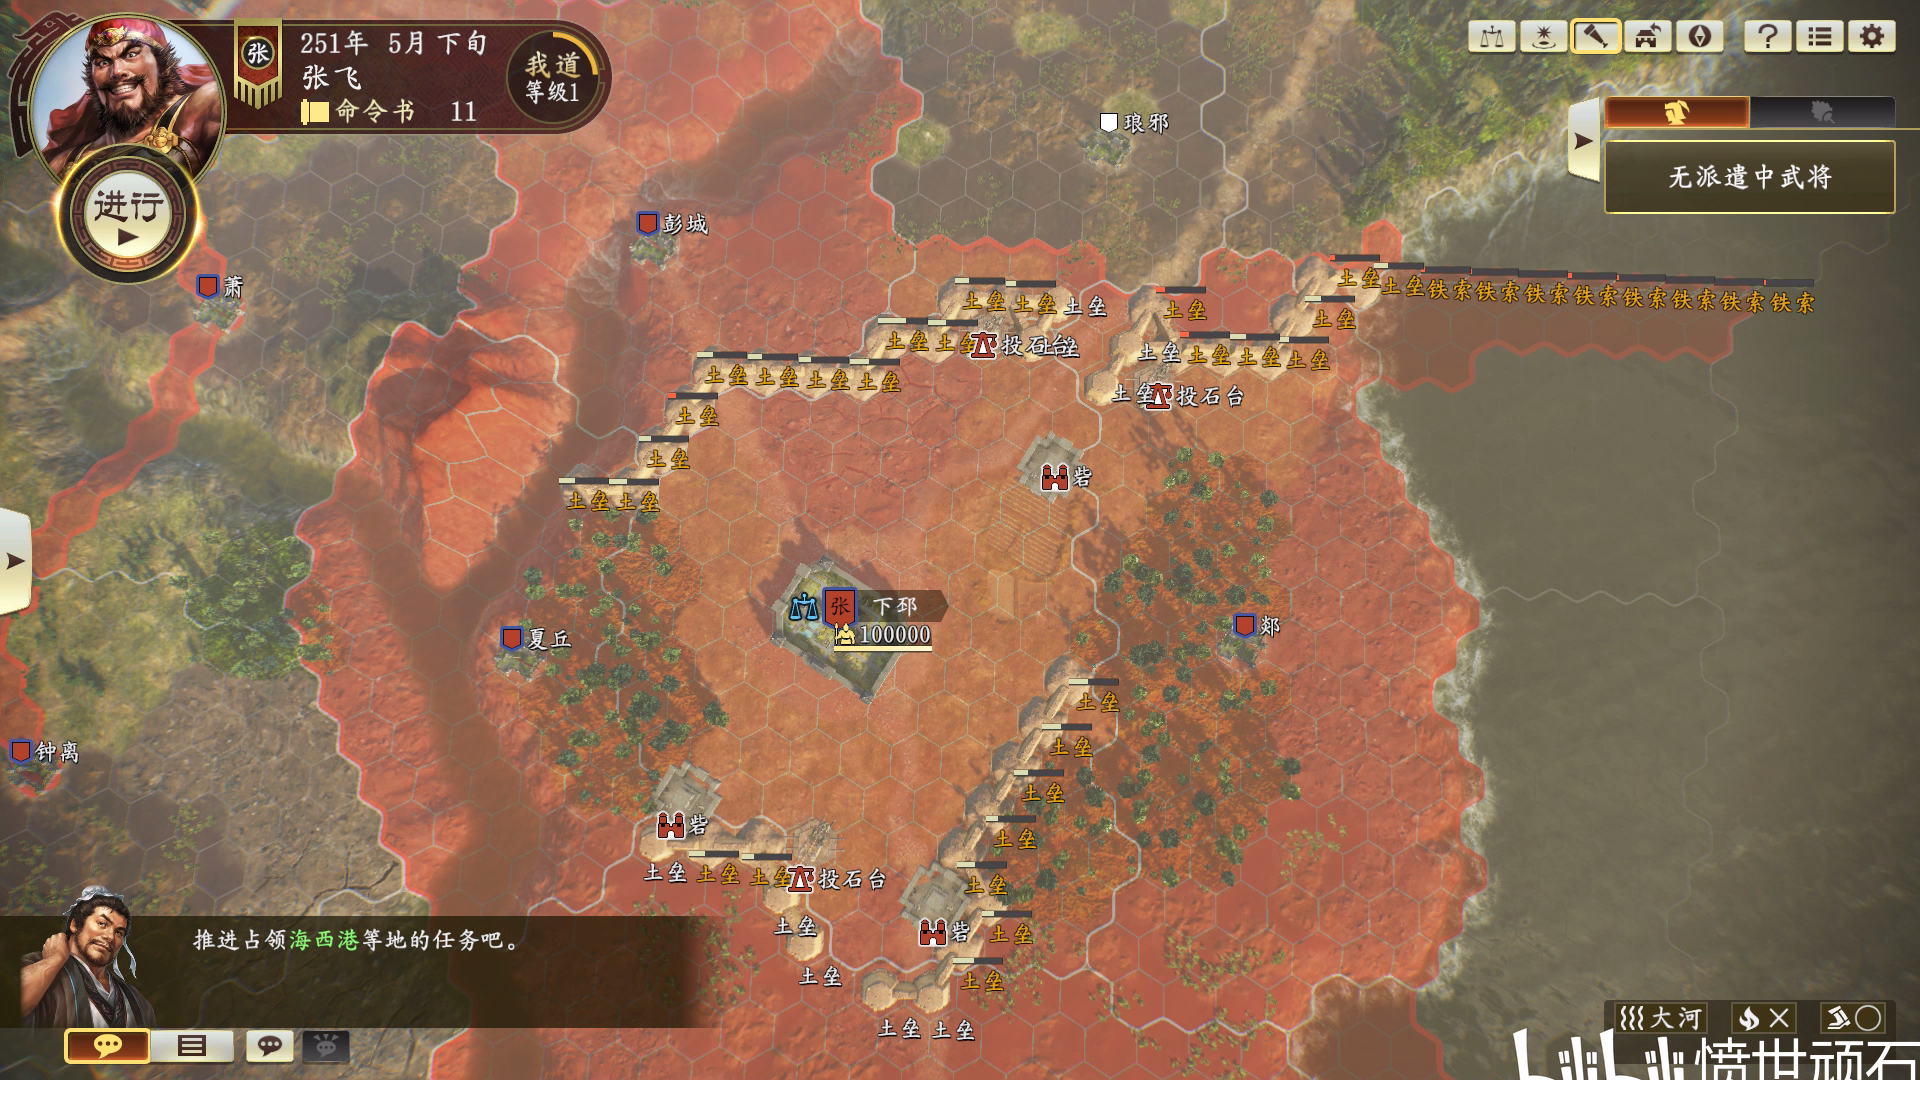 张
251年 5月下旬
张飞
命令书 11
我道
等级1
进行
无派遣中武将
琅邪
彭城
萧
土垒 土垒 铁索 铁索 铁索 铁索 铁索 铁索 铁索 铁索
土垒 土垒 土垒
土垒
土垒
土垒 土垒
投石台
土垒
土垒 土垒 土垒 土垒
土垒 土垒 土垒 土垒
土垒
投石台
土垒
土垒
砦
土垒 土垒
张 下邳
100000
夏丘
郯
土垒
钟离
土垒
土垒
砦
土垒
土垒 土垒 土垒
投石台
土垒
土垒
砦
土垒
土垒
土垒
土垒 土垒
推进占领海西港等地的任务吧。
大河
bilibili 愤世顽石